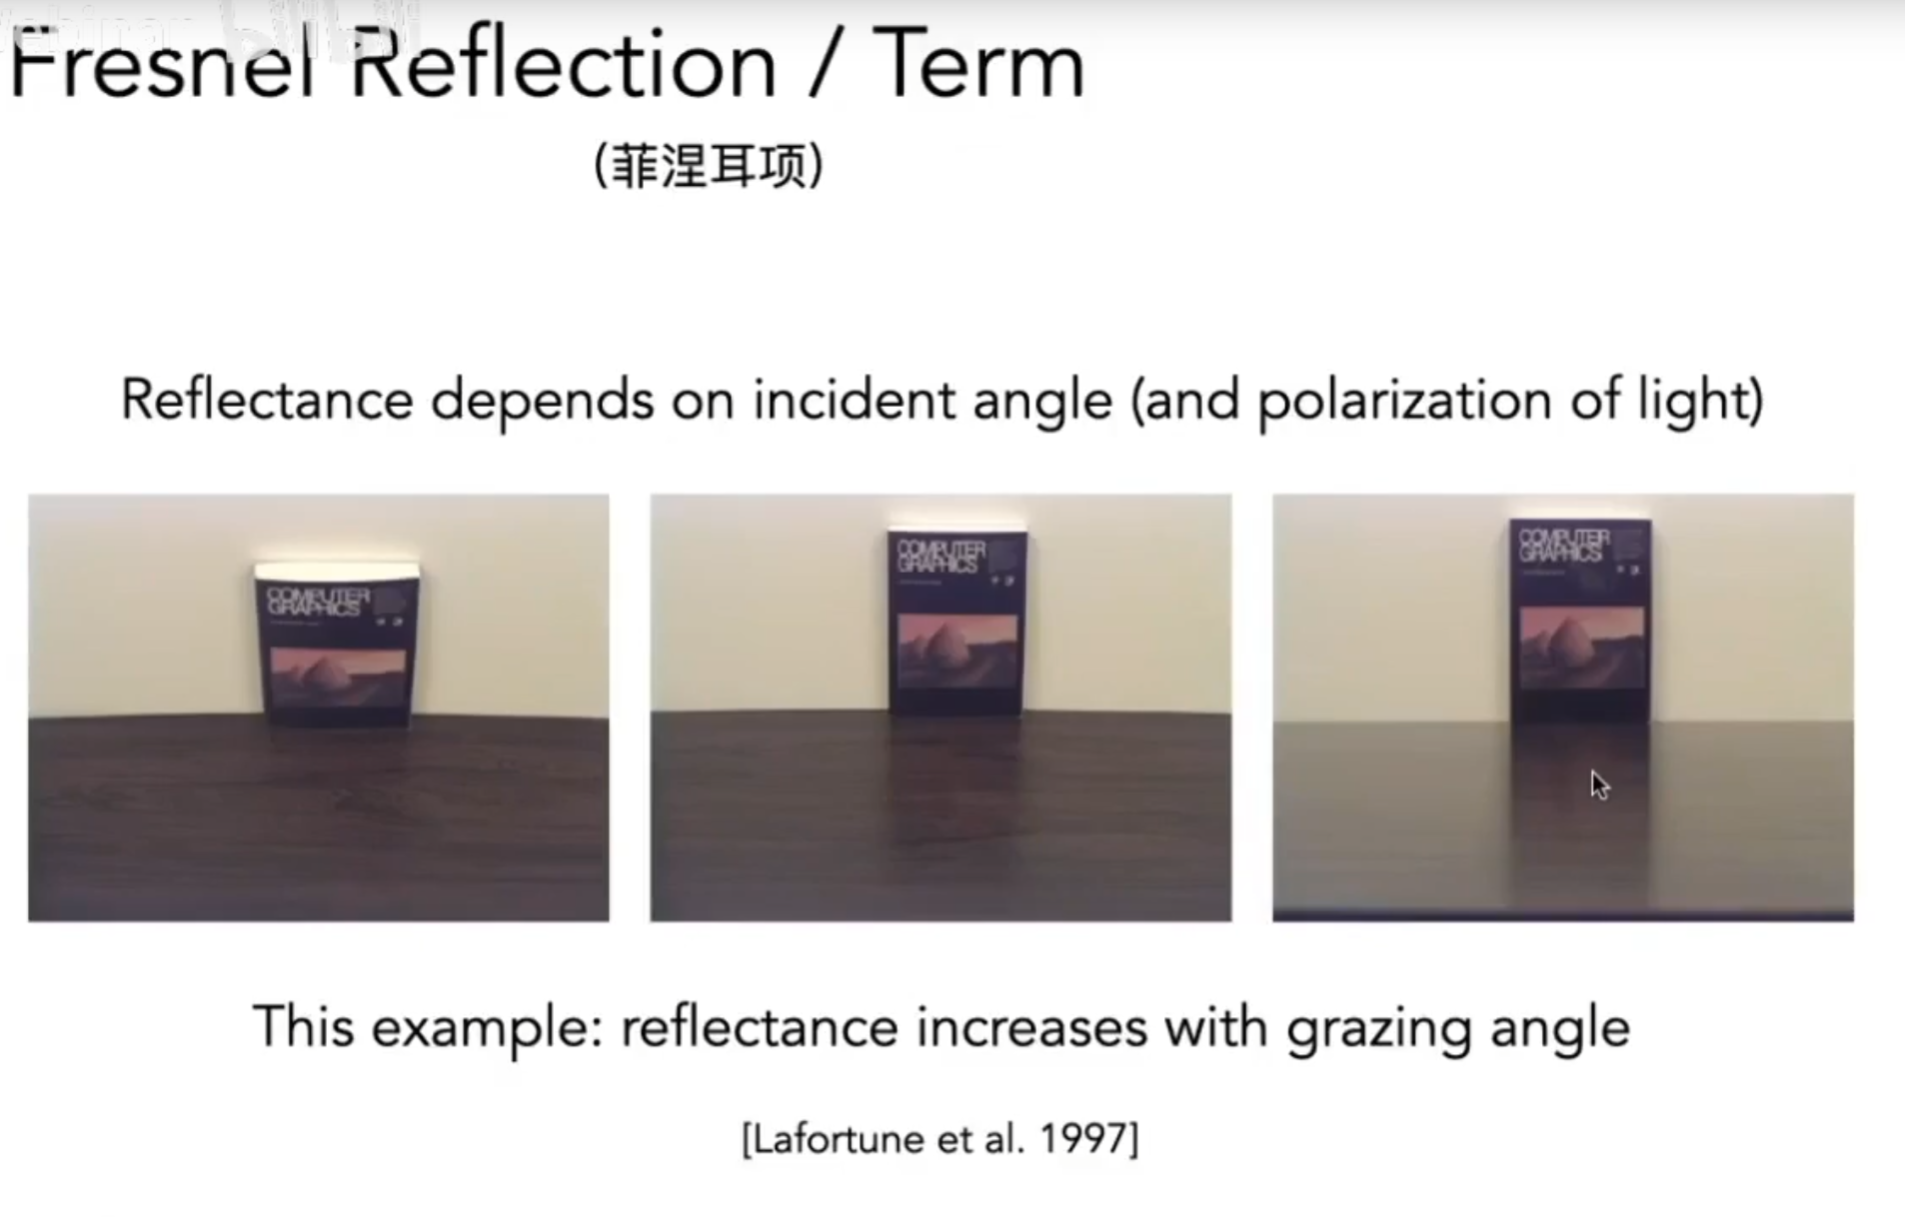 Fresnel Reflection / Term
(菲涅耳项)
Reflectance depends on incident angle (and polarization of light)
COMPUTER
GRAPHICS
COMPUTER
GRAPHICS
COMPUTER
GRAPHICS
This example: reflectance increases with grazing angle
[Lafortune et al. 1997]